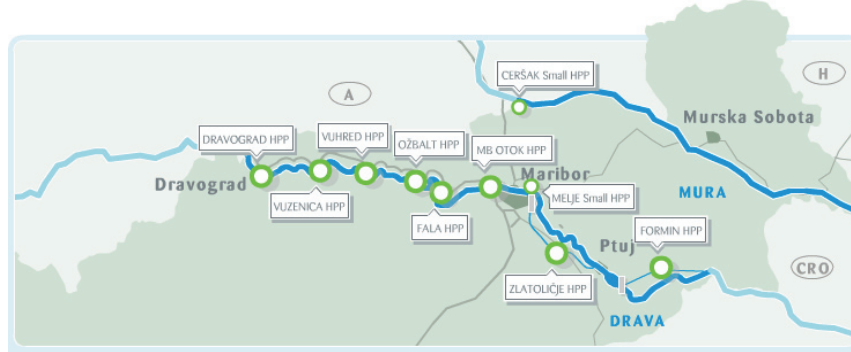 H
CERŠAK Small HPP
A
Murska Sobota
DRAVOGRAD HPP
VUHRED HPP
OŽBALT HPP
MB OTOK HPP
Maribor
Dravograd
MURA
MELJE Small HPP
VUZENICA HPP
FALA HPP
FORMIN HPP
Ptuj
CRO
ZLATOLIČJE HPP
DRAVA